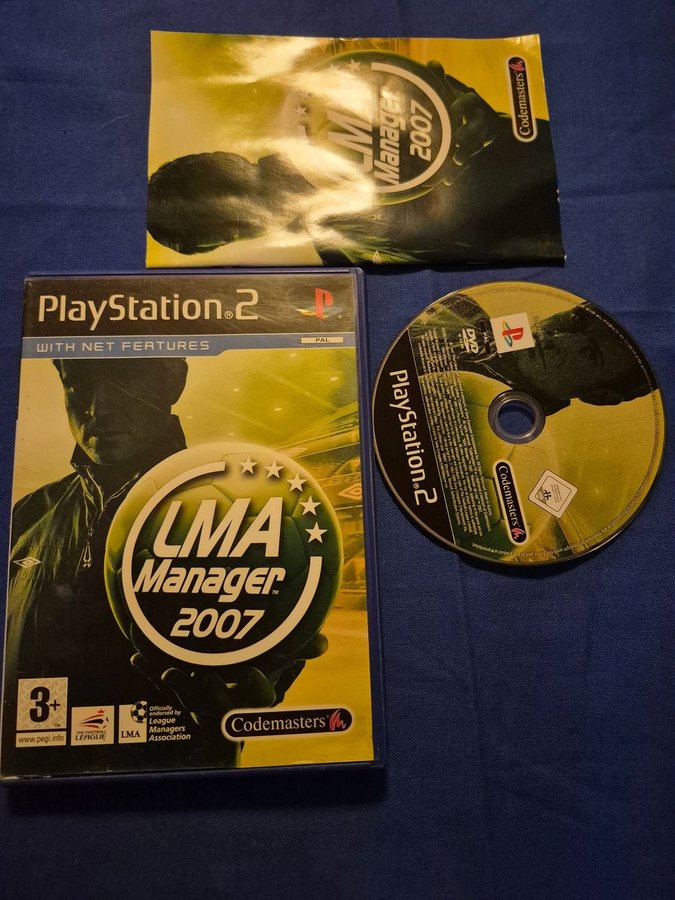 LMA
Manager
2007
Codemasters
PlayStation®2
PAL
WITH NET FEATURES
LMA
Manager™
2007
3+
www.pegi.info
THE FOOTBALL
LEAGUE
LMA
Officially
endorsed by
League
Managers
Association
Codemasters
PlayStation®2
DVD
Codemasters